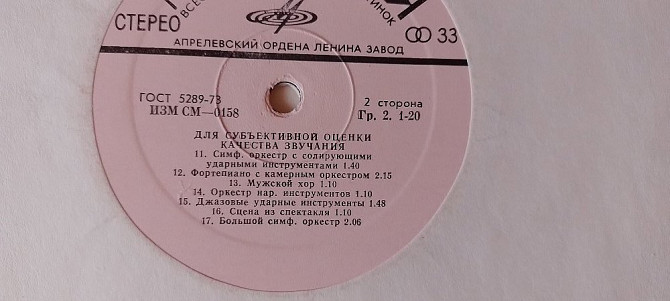 СТЕРЕО
33
АПРЕЛЕВСКИЙ ОРДЕНА ЛЕНИНА ЗАВОД
ГОСТ 5289-73
ИЗМ СМ—0158
2 сторона
Гр. 2. 1-20
ДЛЯ СУБЪЕКТИВНОЙ ОЦЕНКИ
КАЧЕСТВА ЗВУЧАНИЯ
11. Симф. оркестр с солирующими
ударными инструментами 1.40
12. Фортепиано с камерным оркестром 2.15
13. Мужской хор 1.10
14. Оркестр нар. инструментов 1.10
15. Джазовые ударные инструменты 1.48
16. Сцена из спектакля 1.10
17. Большой симф. оркестр 2.06